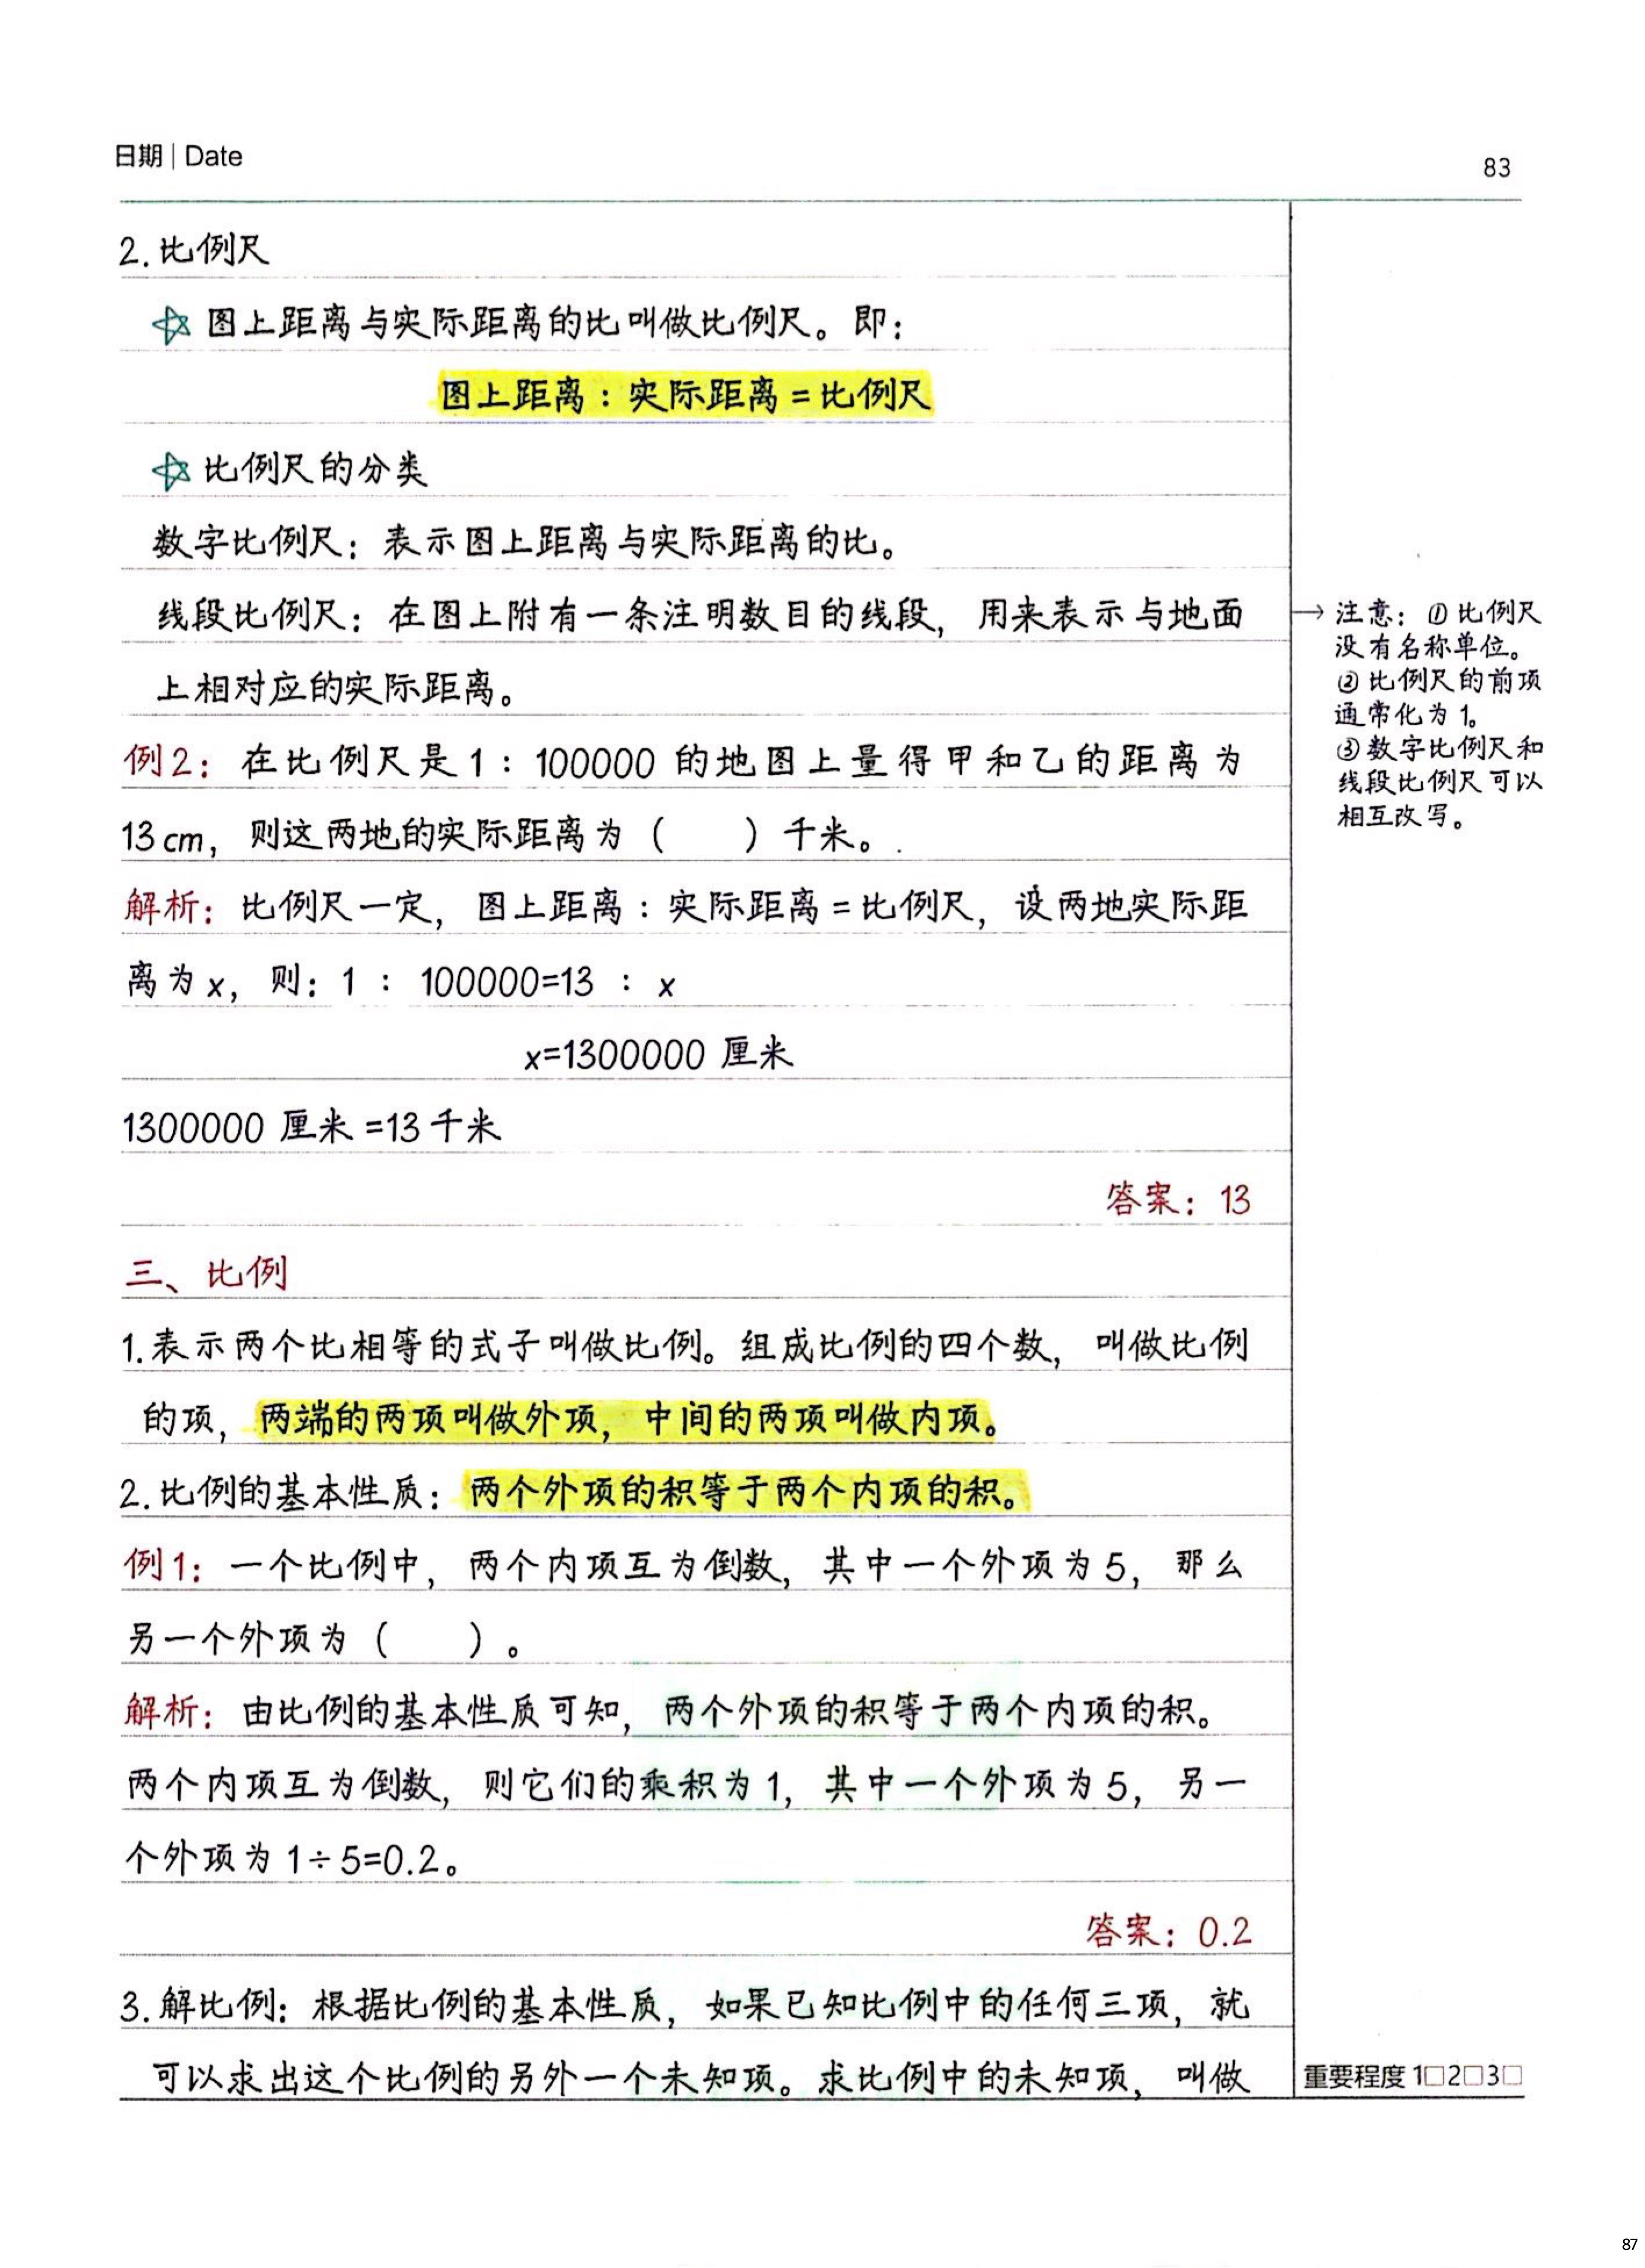 日期 | Date
83
2. 比例尺
☆ 图上距离与实际距离的比叫做比例尺。即：
图上距离：实际距离=比例尺
☆ 比例尺的分类
数字比例尺：表示图上距离与实际距离的比。
线段比例尺：在图上附有一条注明数目的线段，用来表示与地面
上相对应的实际距离。
例2：在比例尺是1：100000的地图上量得甲和乙的距离为
13cm，则这两地的实际距离为（　　）千米。
解析：比例尺一定，图上距离：实际距离=比例尺，设两地实际距
离为x，则：1：100000=13：x
x=1300000 厘米
1300000 厘米=13千米
答案：13
三、比例
1.表示两个比相等的式子叫做比例。组成比例的四个数，叫做比例
的项，两端的两项叫做外项，中间的两项叫做内项。
2.比例的基本性质：两个外项的积等于两个内项的积。
例1：一个比例中，两个内项互为倒数，其中一个外项为5，那么
另一个外项为（　　）。
解析：由比例的基本性质可知，两个外项的积等于两个内项的积。
两个内项互为倒数，则它们的乘积为1，其中一个外项为5，另一
个外项为1÷5=0.2。
答案：0.2
3.解比例：根据比例的基本性质，如果已知比例中的任何三项，就
可以求出这个比例的另外一个未知项。求比例中的未知项，叫做
→ 注意：①比例尺
没有名称单位。
②比例尺的前项
通常化为1。
③数字比例尺和
线段比例尺可以
相互改写。
重要程度 1□2□3□
87